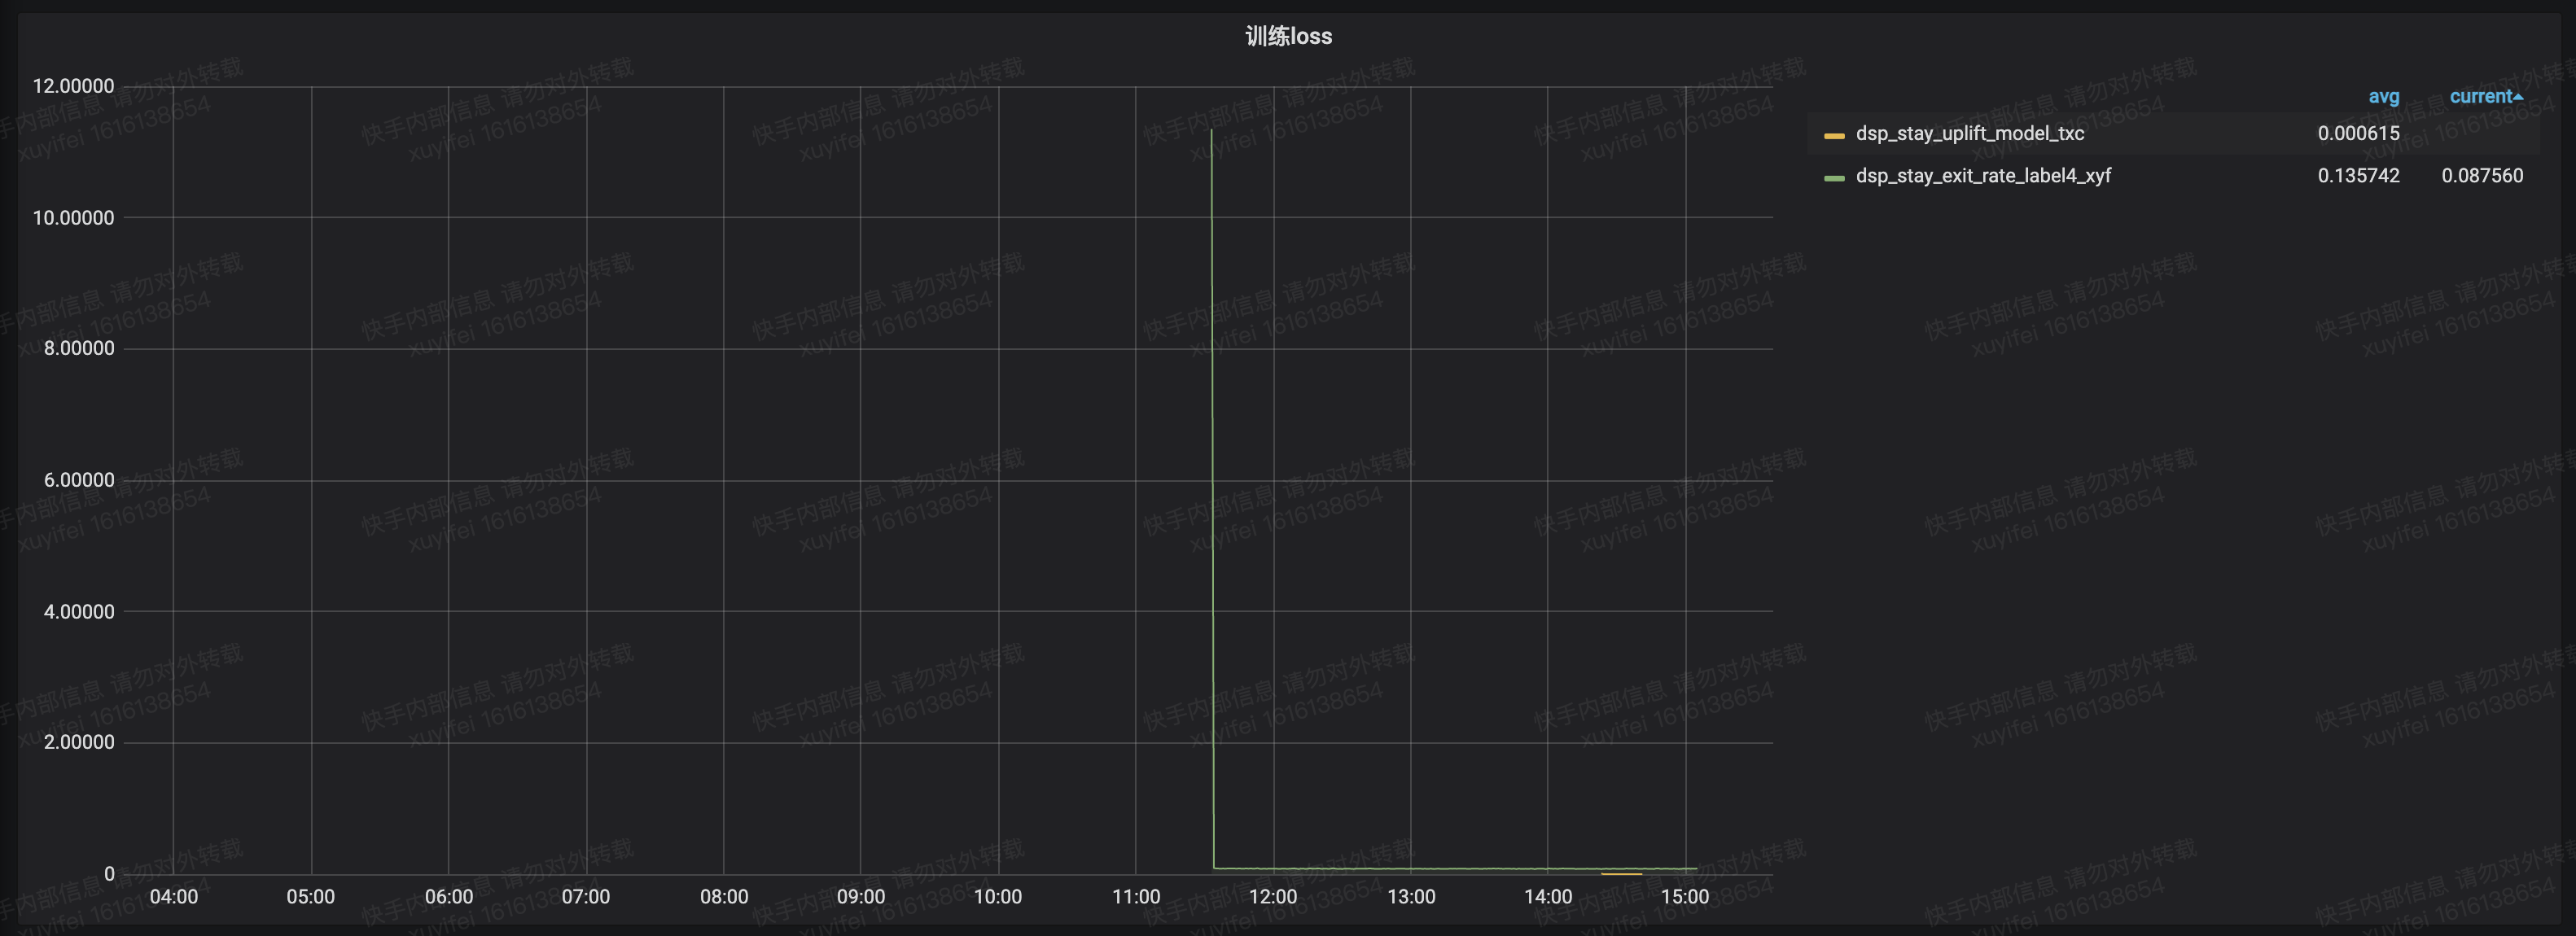 训练loss
12.00000
10.00000
8.00000
6.00000
4.00000
2.00000
0
04:00 05:00 06:00 07:00 08:00 09:00 10:00 11:00 12:00 13:00 14:00 15:00
avg current
dsp_stay_uplift_model_txc 0.000615
dsp_stay_exit_rate_label4_xyf 0.135742 0.087560
快手内部信息 请勿对外转载
xuyifei 1616138654